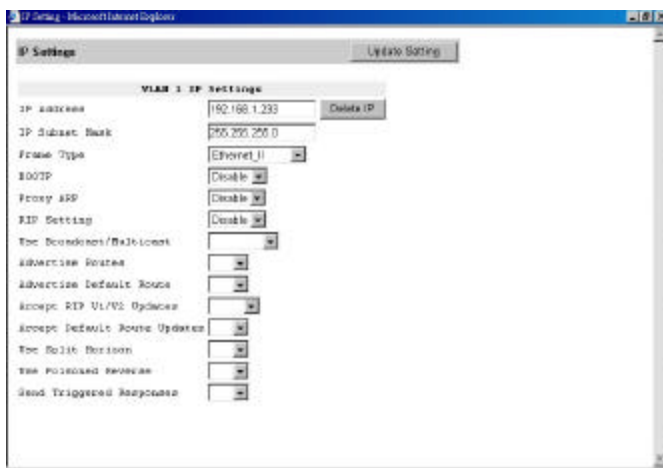 IP Setting - Microsoft Internet Explorer
IP Settings
Update Setting
VLAN 1 IP Settings
IP Address 192.168.1.233 Delete IP
IP Subnet Mask 255.255.255.0
Frame Type Ethernet_II
BOOTP Disable
Proxy ARP Disable
RIP Setting Disable
Use Broadcast/Multicast
Advertise Routes
Advertise Default Route
Accept RIP V1/V2 Updates
Accept Default Route Updates
Use Split Horizon
Use Poisoned Reverse
Send Triggered Responses